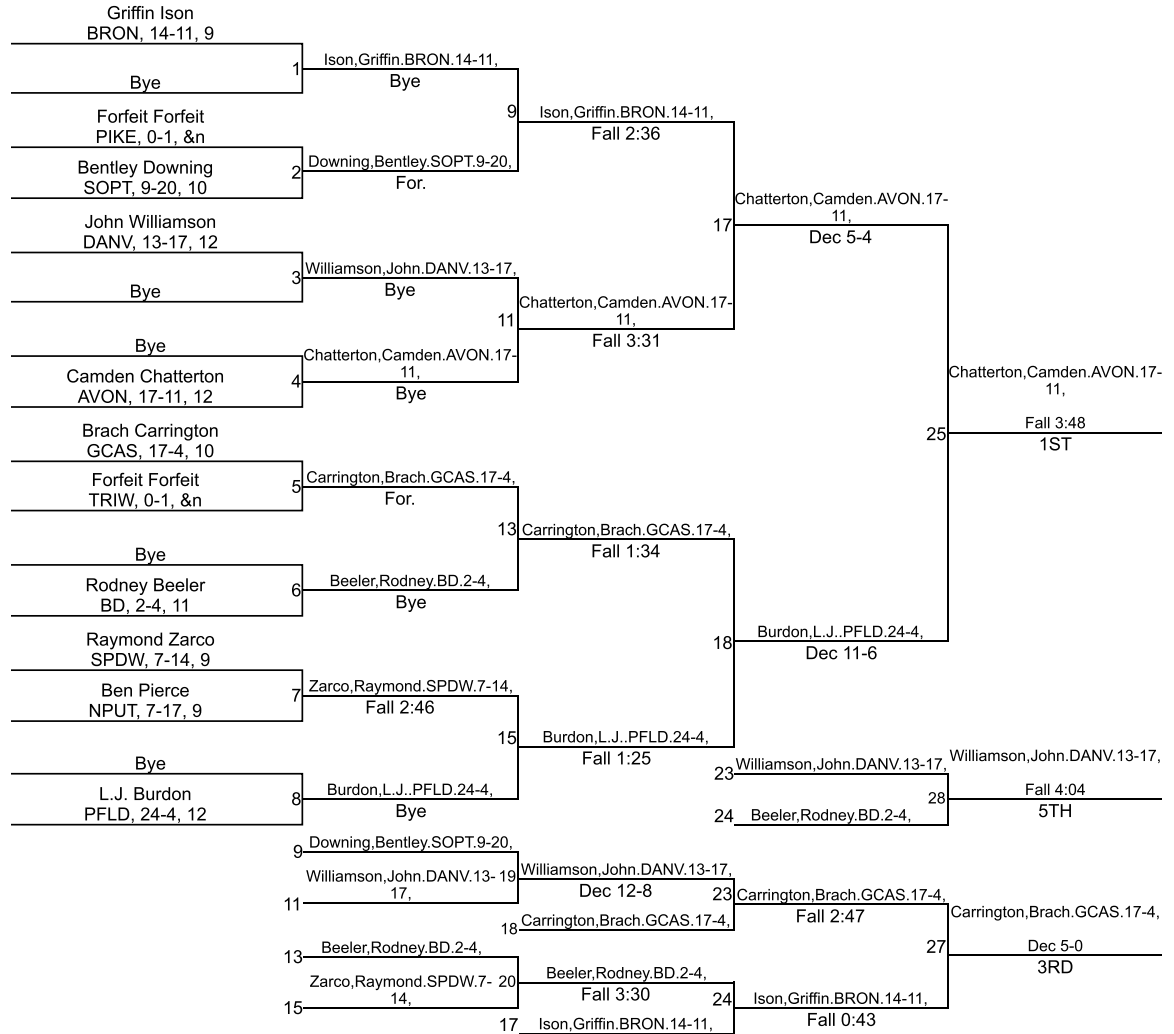 Griffin Ison
BRON, 14-11, 9
Bye
1
Ison,Griffin.BRON.14-11,
Bye
Forfeit Forfeit
PIKE, 0-1, &n
Bentley Downing
SOPT, 9-20, 10
2
Downing,Bentley.SOPT.9-20,
For.
9
Ison,Griffin.BRON.14-11,
Fall 2:36
John Williamson
DANV, 13-17, 12
Bye
3
Williamson,John.DANV.13-17,
Bye
Bye
Camden Chatterton
AVON, 17-11, 12
4
Chatterton,Camden.AVON.17-
11,
Bye
11
Chatterton,Camden.AVON.17-
11,
Fall 3:31
17
Chatterton,Camden.AVON.17-
11,
Dec 5-4
Brach Carrington
GCAS, 17-4, 10
Forfeit Forfeit
TRIW, 0-1, &n
5
Carrington,Brach.GCAS.17-4,
For.
Bye
Rodney Beeler
BD, 2-4, 11
6
Beeler,Rodney.BD.2-4,
Bye
13
Carrington,Brach.GCAS.17-4,
Fall 1:34
Raymond Zarco
SPDW, 7-14, 9
Ben Pierce
NPUT, 7-17, 9
7
Zarco,Raymond.SPDW.7-14,
Fall 2:46
Bye
L.J. Burdon
PFLD, 24-4, 12
8
Burdon,L.J..PFLD.24-4,
Bye
15
Burdon,L.J..PFLD.24-4,
Fall 1:25
18
Burdon,L.J..PFLD.24-4,
Dec 11-6
25
Chatterton,Camden.AVON.17-
11,
Fall 3:48
1ST
23
Williamson,John.DANV.13-17,
24
Beeler,Rodney.BD.2-4,
28
Williamson,John.DANV.13-17,
Fall 4:04
5TH
9
Downing,Bentley.SOPT.9-20,
11
Williamson,John.DANV.13-
17,
19
Williamson,John.DANV.13-17,
Dec 12-8
18
Carrington,Brach.GCAS.17-4,
23
Carrington,Brach.GCAS.17-4,
Fall 2:47
13
Beeler,Rodney.BD.2-4,
15
Zarco,Raymond.SPDW.7-
14,
20
Beeler,Rodney.BD.2-4,
Fall 3:30
17
Ison,Griffin.BRON.14-11,
24
Ison,Griffin.BRON.14-11,
Fall 0:43
27
Carrington,Brach.GCAS.17-4,
Dec 5-0
3RD